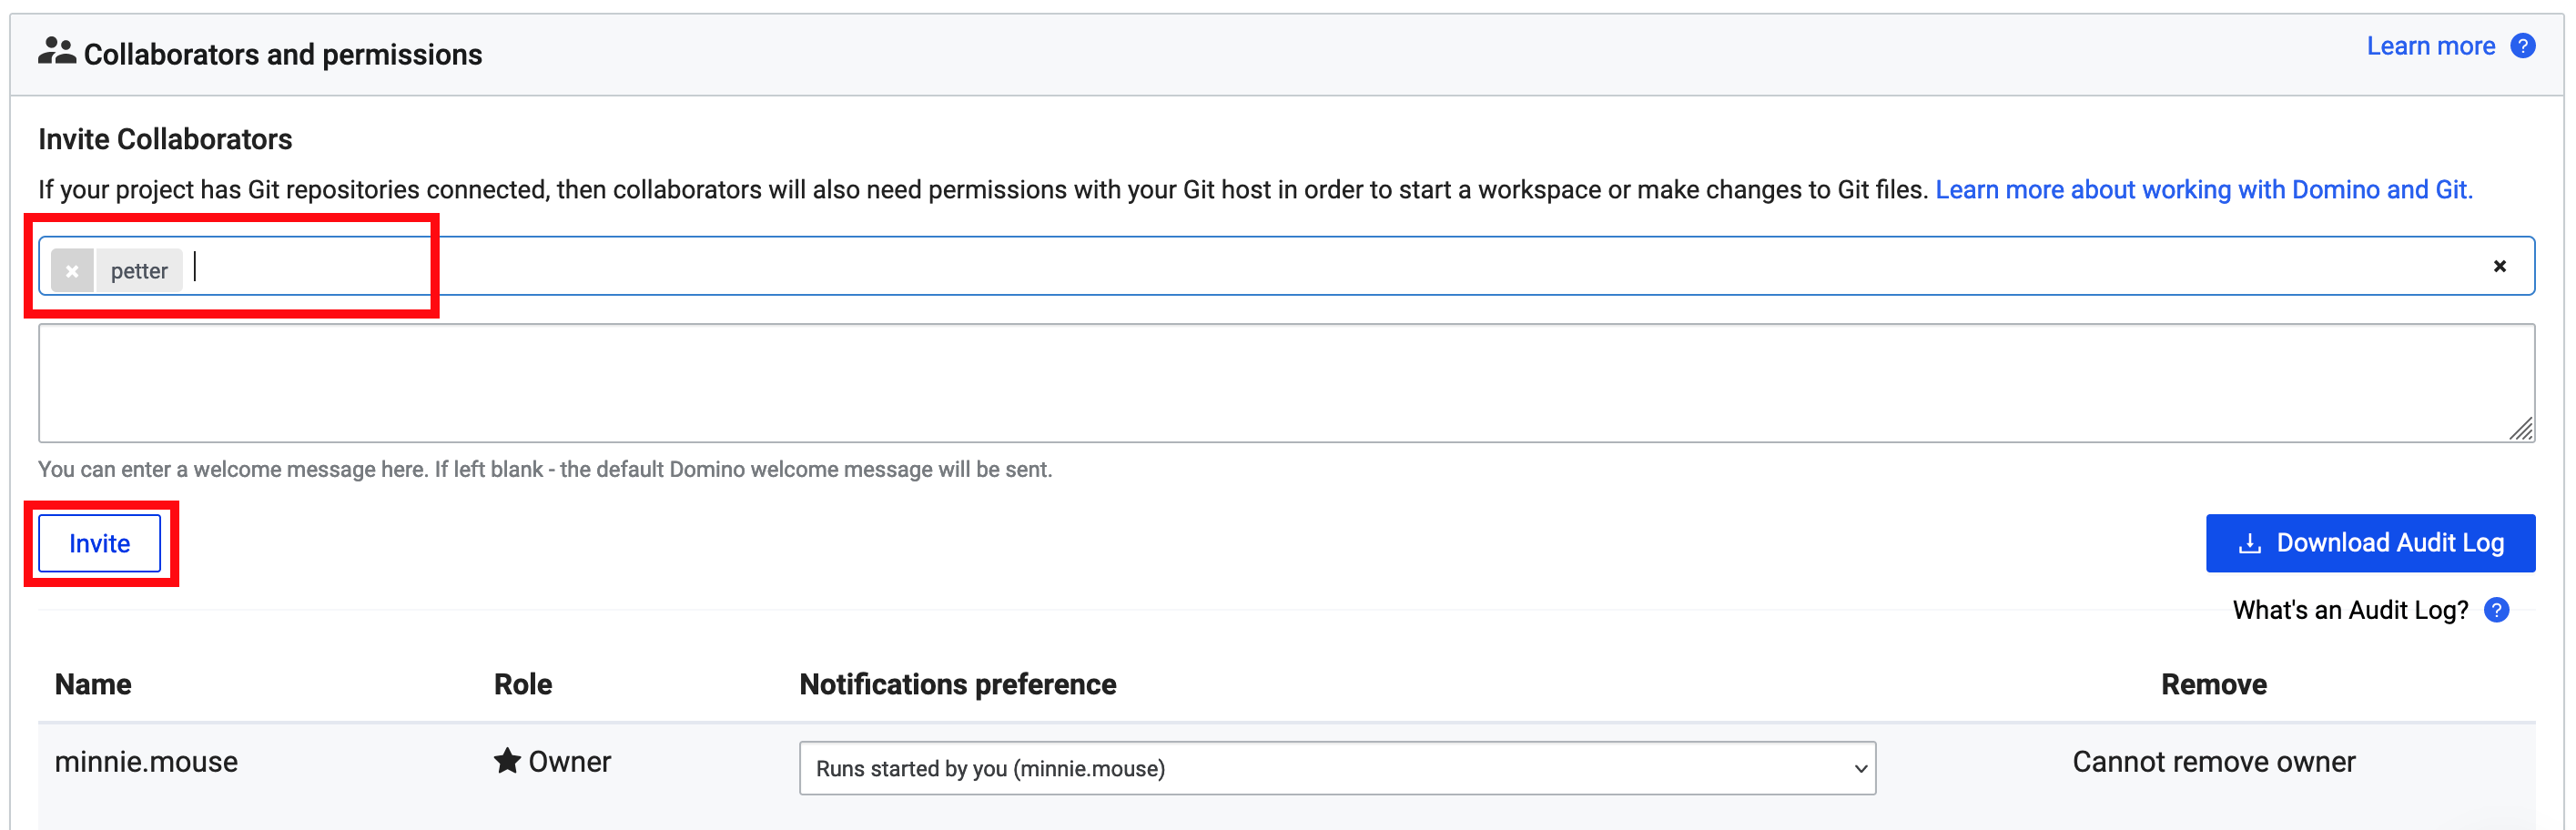 Collaborators and permissions
Learn more ?
Invite Collaborators
If your project has Git repositories connected, then collaborators will also need permissions with your Git host in order to start a workspace or make changes to Git files. Learn more about working with Domino and Git.
× petter ×
You can enter a welcome message here. If left blank - the default Domino welcome message will be sent.
Invite
Download Audit Log
What's an Audit Log? ?
Name Role Notifications preference Remove
minnie.mouse ★ Owner Runs started by you (minnie.mouse) Cannot remove owner